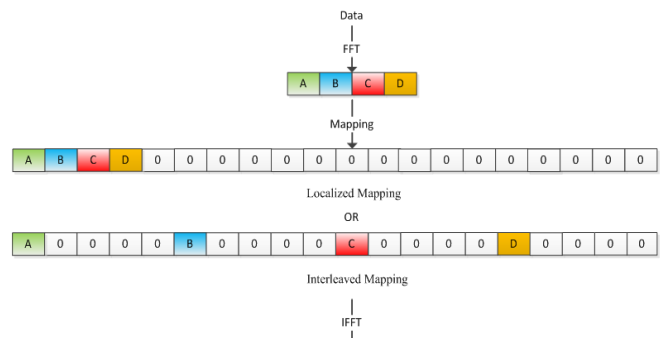 Data
FFT
A B C D
Mapping
A B C D 0 0 0 0 0 0 0 0 0 0 0 0 0 0 0 0
Localized Mapping
OR
A 0 0 0 0 B 0 0 0 0 C 0 0 0 0 D 0 0 0 0
Interleaved Mapping
IFFT